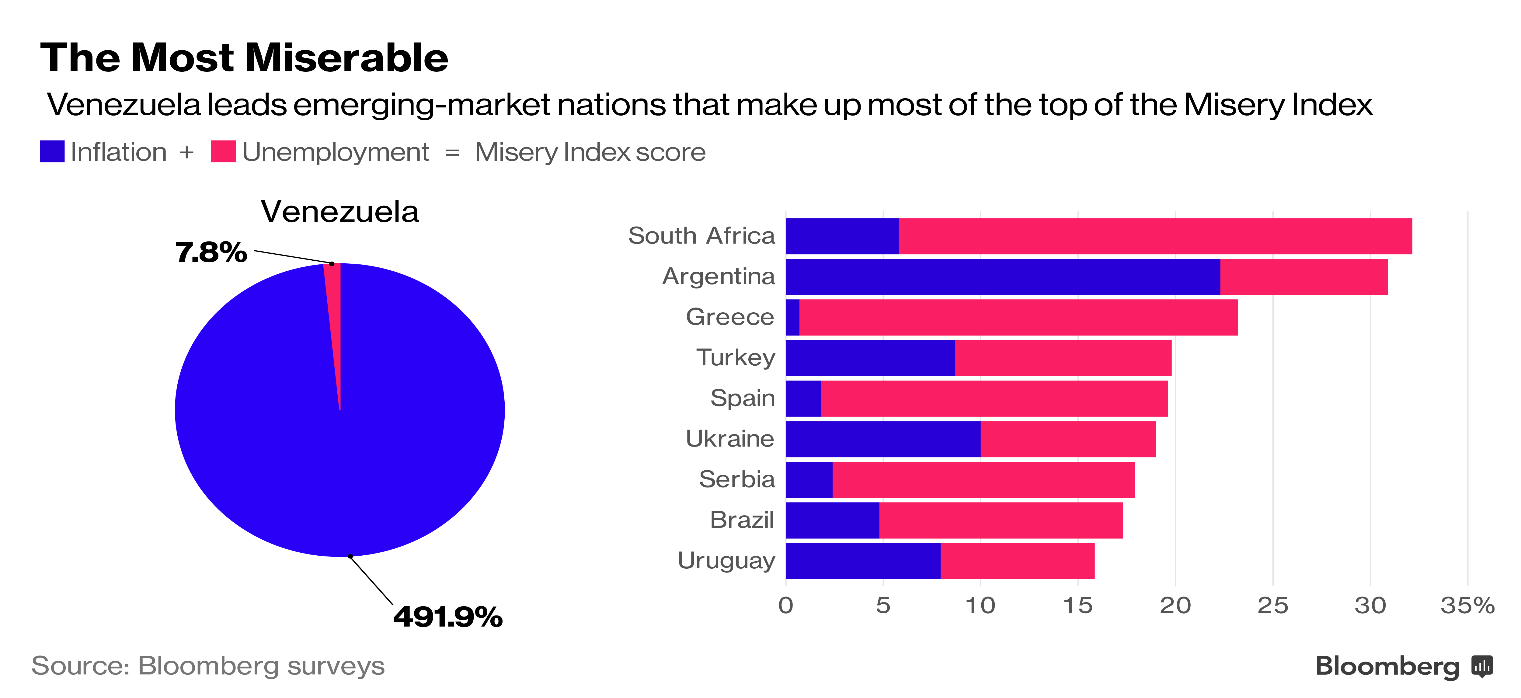 The Most Miserable
Venezuela leads emerging-market nations that make up most of the top of the Misery Index
Inflation + Unemployment = Misery Index score
Venezuela
7.8%
491.9%
South Africa
Argentina
Greece
Turkey
Spain
Ukraine
Serbia
Brazil
Uruguay
0 5 10 15 20 25 30 35%
Source: Bloomberg surveys
Bloomberg